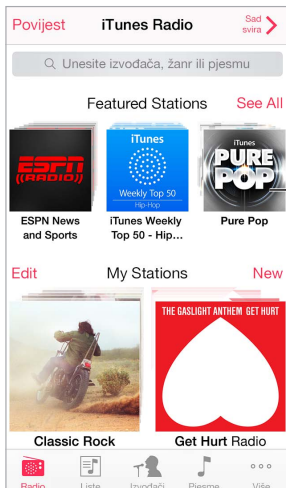 Povijest
iTunes Radio
Sad
svira
Unesite izvođača, žanr ili pjesmu
Featured Stations
See All
ESPN
((RADIO))
iTunes
Weekly Top 50
Hip-Hop
iTunes
PURE
POP
ESPN News
and Sports
iTunes Weekly
Top 50 - Hip...
Pure Pop
Edit
My Stations
New
THE GASLIGHT ANTHEM GET HURT
Classic Rock
Get Hurt Radio
Radio
Liste
Izvođači
Pjesme
Više